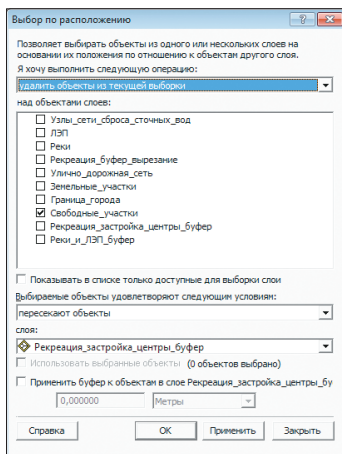 Выбор по расположению
Позволяет выбирать объекты из одного или нескольких слоев на
основании их положения по отношению к объектам другого слоя.
Я хочу выполнить следующую операцию:
удалить объекты из текущей выборки
над объектами слоев:
Узлы_сети_сброса_сточных_вод
ЛЭП
Реки
Рекреация_буфер_вырезание
Улично_дорожная_сеть
Земельные_участки
Граница_города
Свободные_участки
Рекреация_застройка_центры_буфер
Реки_и_ЛЭП_буфер
Показывать в списке только доступные для выборки слои
Выбираемые объекты удовлетворяют следующим условиям:
пересекают объекты
слоя:
Рекреация_застройка_центры_буфер
Использовать выбранные объекты (0 объектов выбрано)
Применить буфер к объектам в слое Рекреация_застройка_центры_бу
0,000000 Метры
Справка ОК Применить Закрыть